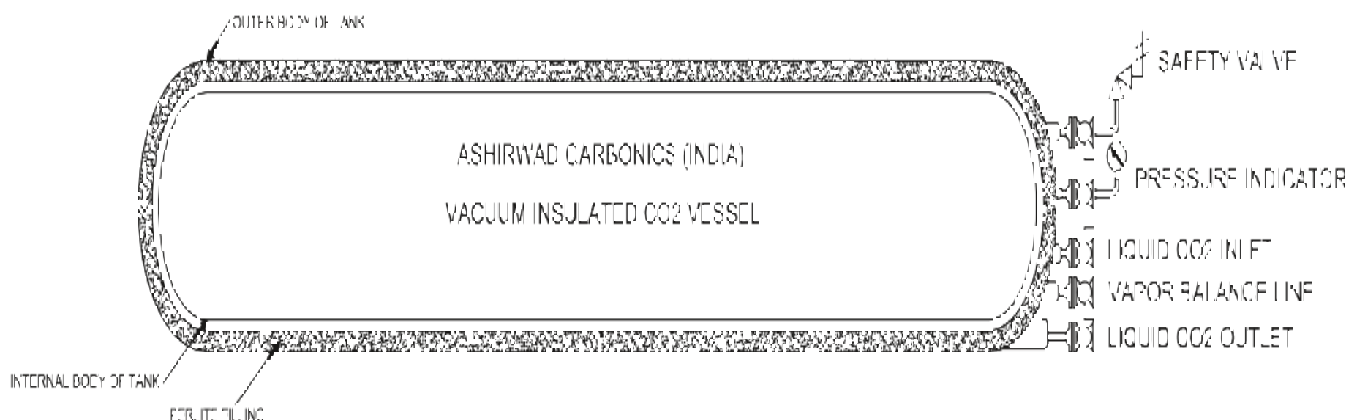 OUTER BODY OF TANK
SAFETY VALVE
ASHIRWAD CARBONICS (INDIA)
PRESSURE INDICATOR
VACUUM INSULATED CO2 VESSEL
LIQUID CO2 INLET
VAPOR BALANCE LINE
LIQUID CO2 OUTLET
INTERNAL BODY OF TANK